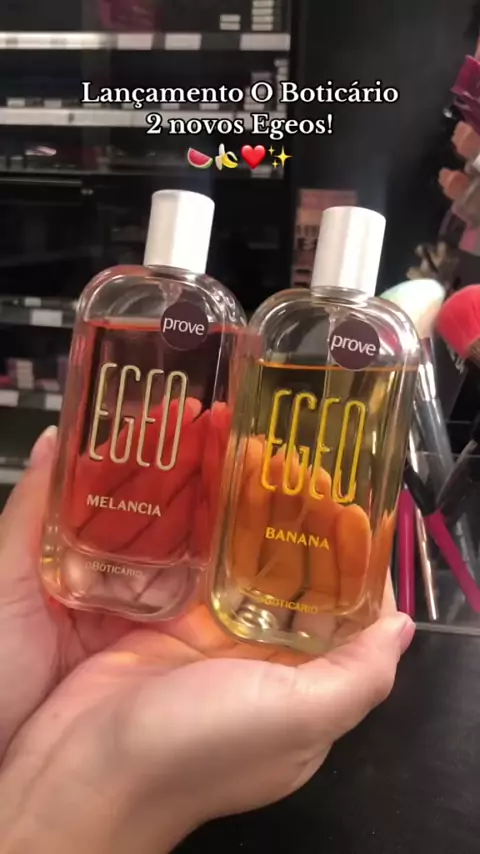 Lançamento O Boticário
2 novos Egeos!
🍉🍌❤️✨
prove
EGEO
MELANCIA
oBOTICÁRIO
prove
EGEO
BANANA
oBOTICÁRIO